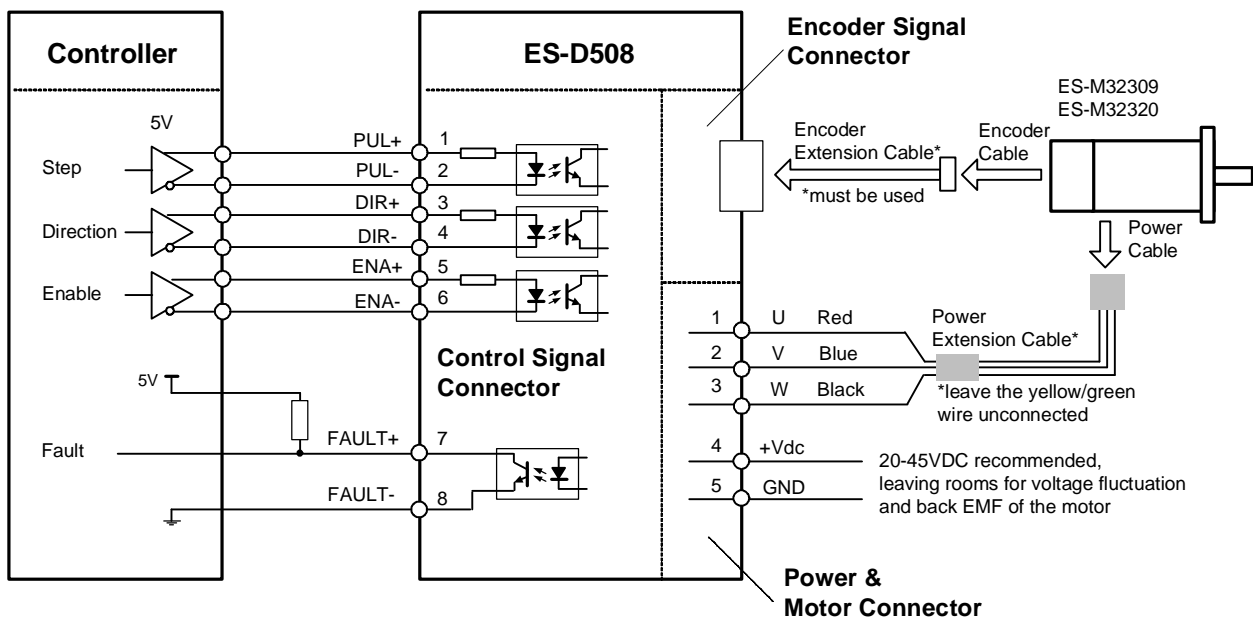 Controller
ES-D508
Encoder Signal
Connector
ES-M32309
ES-M32320
5V
Step
Direction
Enable
PUL+
1
PUL-
2
DIR+
3
DIR-
4
ENA+
5
ENA-
6
Encoder
Extension Cable*
*must be used
Encoder
Cable
Power
Cable
Control Signal
Connector
1
U
Red
2
V
Blue
3
W
Black
Power
Extension Cable*
*leave the yellow/green
wire unconnected
5V
Fault
FAULT+
7
FAULT-
8
4
+Vdc
5
GND
20-45VDC recommended,
leaving rooms for voltage fluctuation
and back EMF of the motor
Power &
Motor Connector